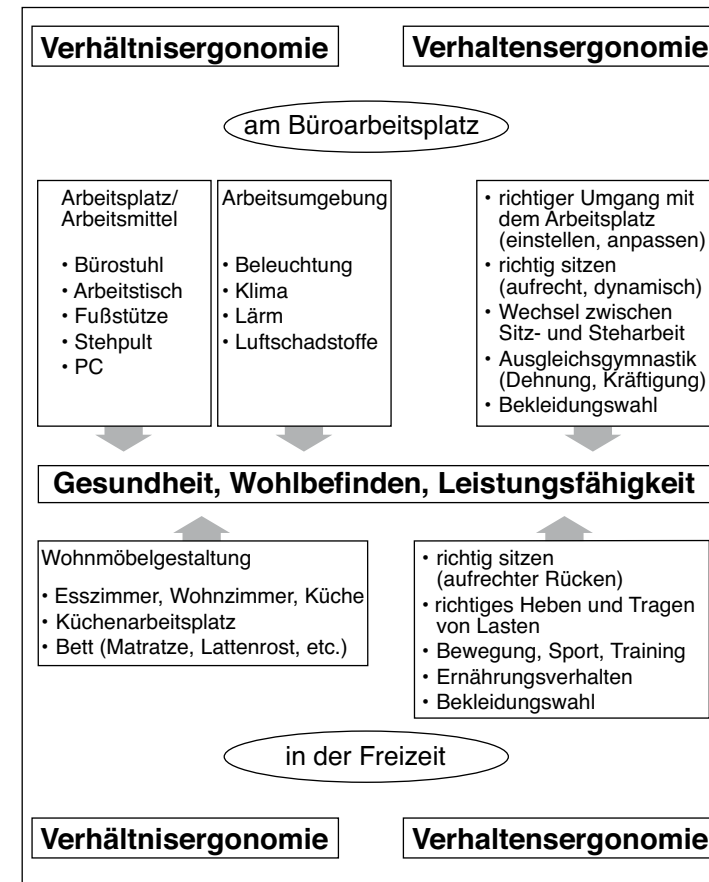 Verhältnisergonomie
Verhaltensergonomie
am Büroarbeitsplatz
Arbeitsplatz/
Arbeitsmittel
• Bürostuhl
• Arbeitstisch
• Fußstütze
• Stehpult
• PC
Arbeitsumgebung
• Beleuchtung
• Klima
• Lärm
• Luftschadstoffe
• richtiger Umgang mit
dem Arbeitsplatz
(einstellen, anpassen)
• richtig sitzen
(aufrecht, dynamisch)
• Wechsel zwischen
Sitz- und Steharbeit
• Ausgleichsgymnastik
(Dehnung, Kräftigung)
• Bekleidungswahl
Gesundheit, Wohlbefinden, Leistungsfähigkeit
Wohnmöbelgestaltung
• Esszimmer, Wohnzimmer, Küche
• Küchenarbeitsplatz
• Bett (Matratze, Lattenrost, etc.)
• richtig sitzen
(aufrechter Rücken)
• richtiges Heben und Tragen
von Lasten
• Bewegung, Sport, Training
• Ernährungsverhalten
• Bekleidungswahl
in der Freizeit
Verhältnisergonomie
Verhaltensergonomie